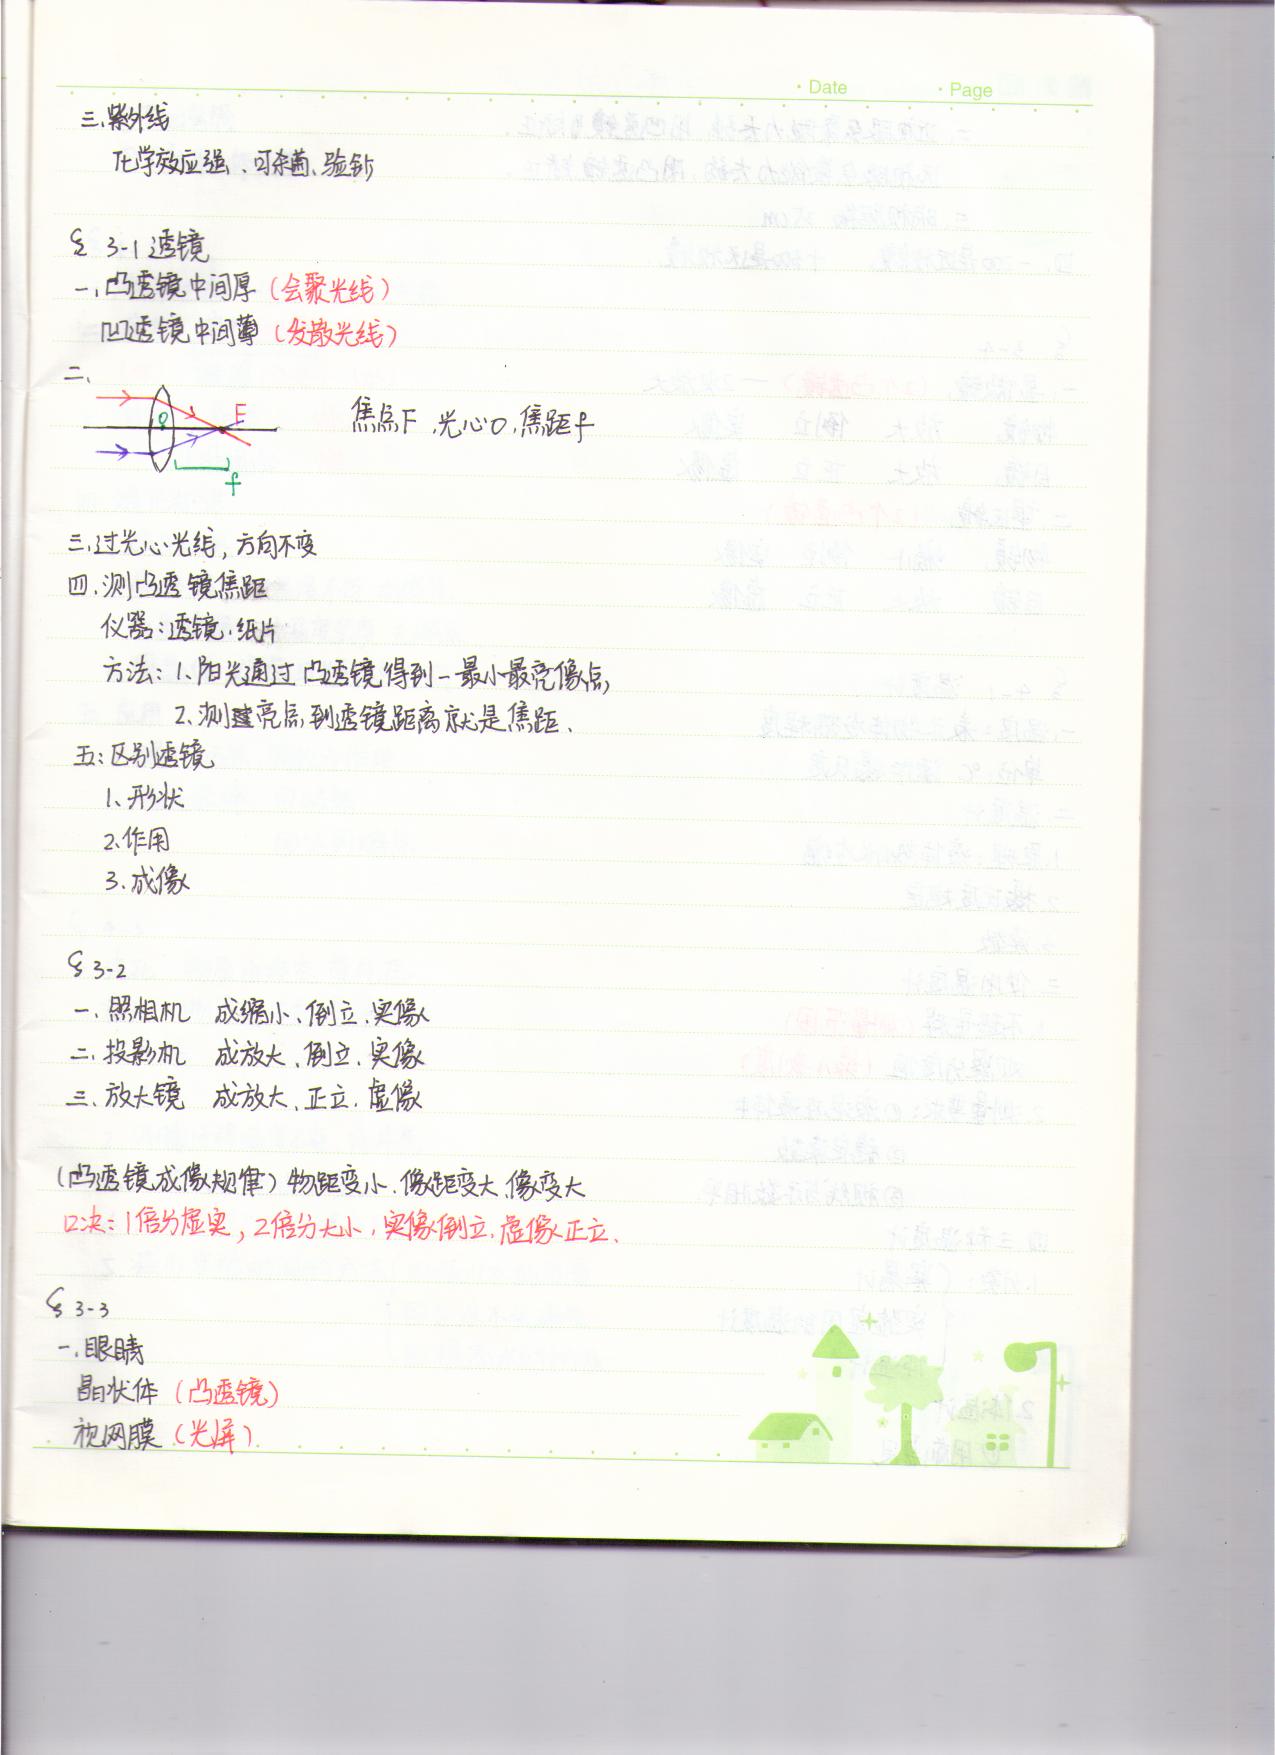 Date Page
三.紫外线
化学效应强、可杀菌、验钞
§ 3-1 透镜
一.凸透镜中间厚(会聚光线)
凹透镜中间薄(发散光线)
二.
O F
焦点F.光心O.焦距f
f
三.过光心光线,方向不变
四.测凸透镜焦距
仪器:透镜.纸片
方法:1.阳光通过凸透镜得到一最小最亮像点,
2.测这亮点到透镜距离就是焦距.
五:区别透镜
1.形状
2.作用
3.成像
§ 3-2
一.照相机 成缩小、倒立.实像
二.投影机 成放大、倒立.实像
三.放大镜 成放大、正立.虚像
(凸透镜成像规律)物距变小.像距变大.像变大
口决:1倍分虚实,2倍分大小.实像倒立.虚像正立.
§ 3-3
一.眼睛
晶状体(凸透镜)
视网膜(光屏)